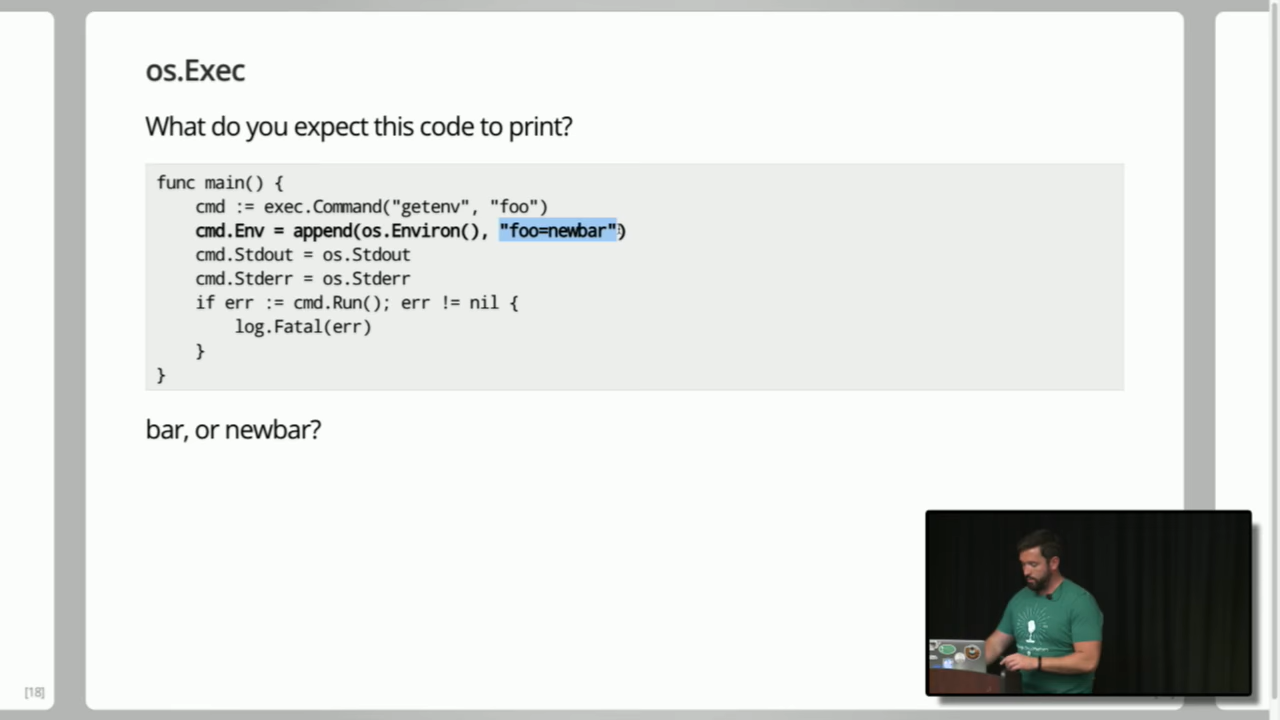 os.Exec
What do you expect this code to print?
func main() {
    cmd := exec.Command("getenv", "foo")
    cmd.Env = append(os.Environ(), "foo=newbar")
    cmd.Stdout = os.Stdout
    cmd.Stderr = os.Stderr
    if err := cmd.Run(); err != nil {
        log.Fatal(err)
    }
}
bar, or newbar?
[18]